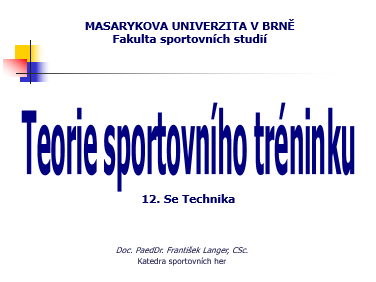 MASARYKOVA UNIVERZITA V BRNĚ
Fakulta sportovních studií
Teorie sportovního tréninku
12. Se Technika
Doc. PaedDr. František Langer, CSc.
Katedra sportovních her